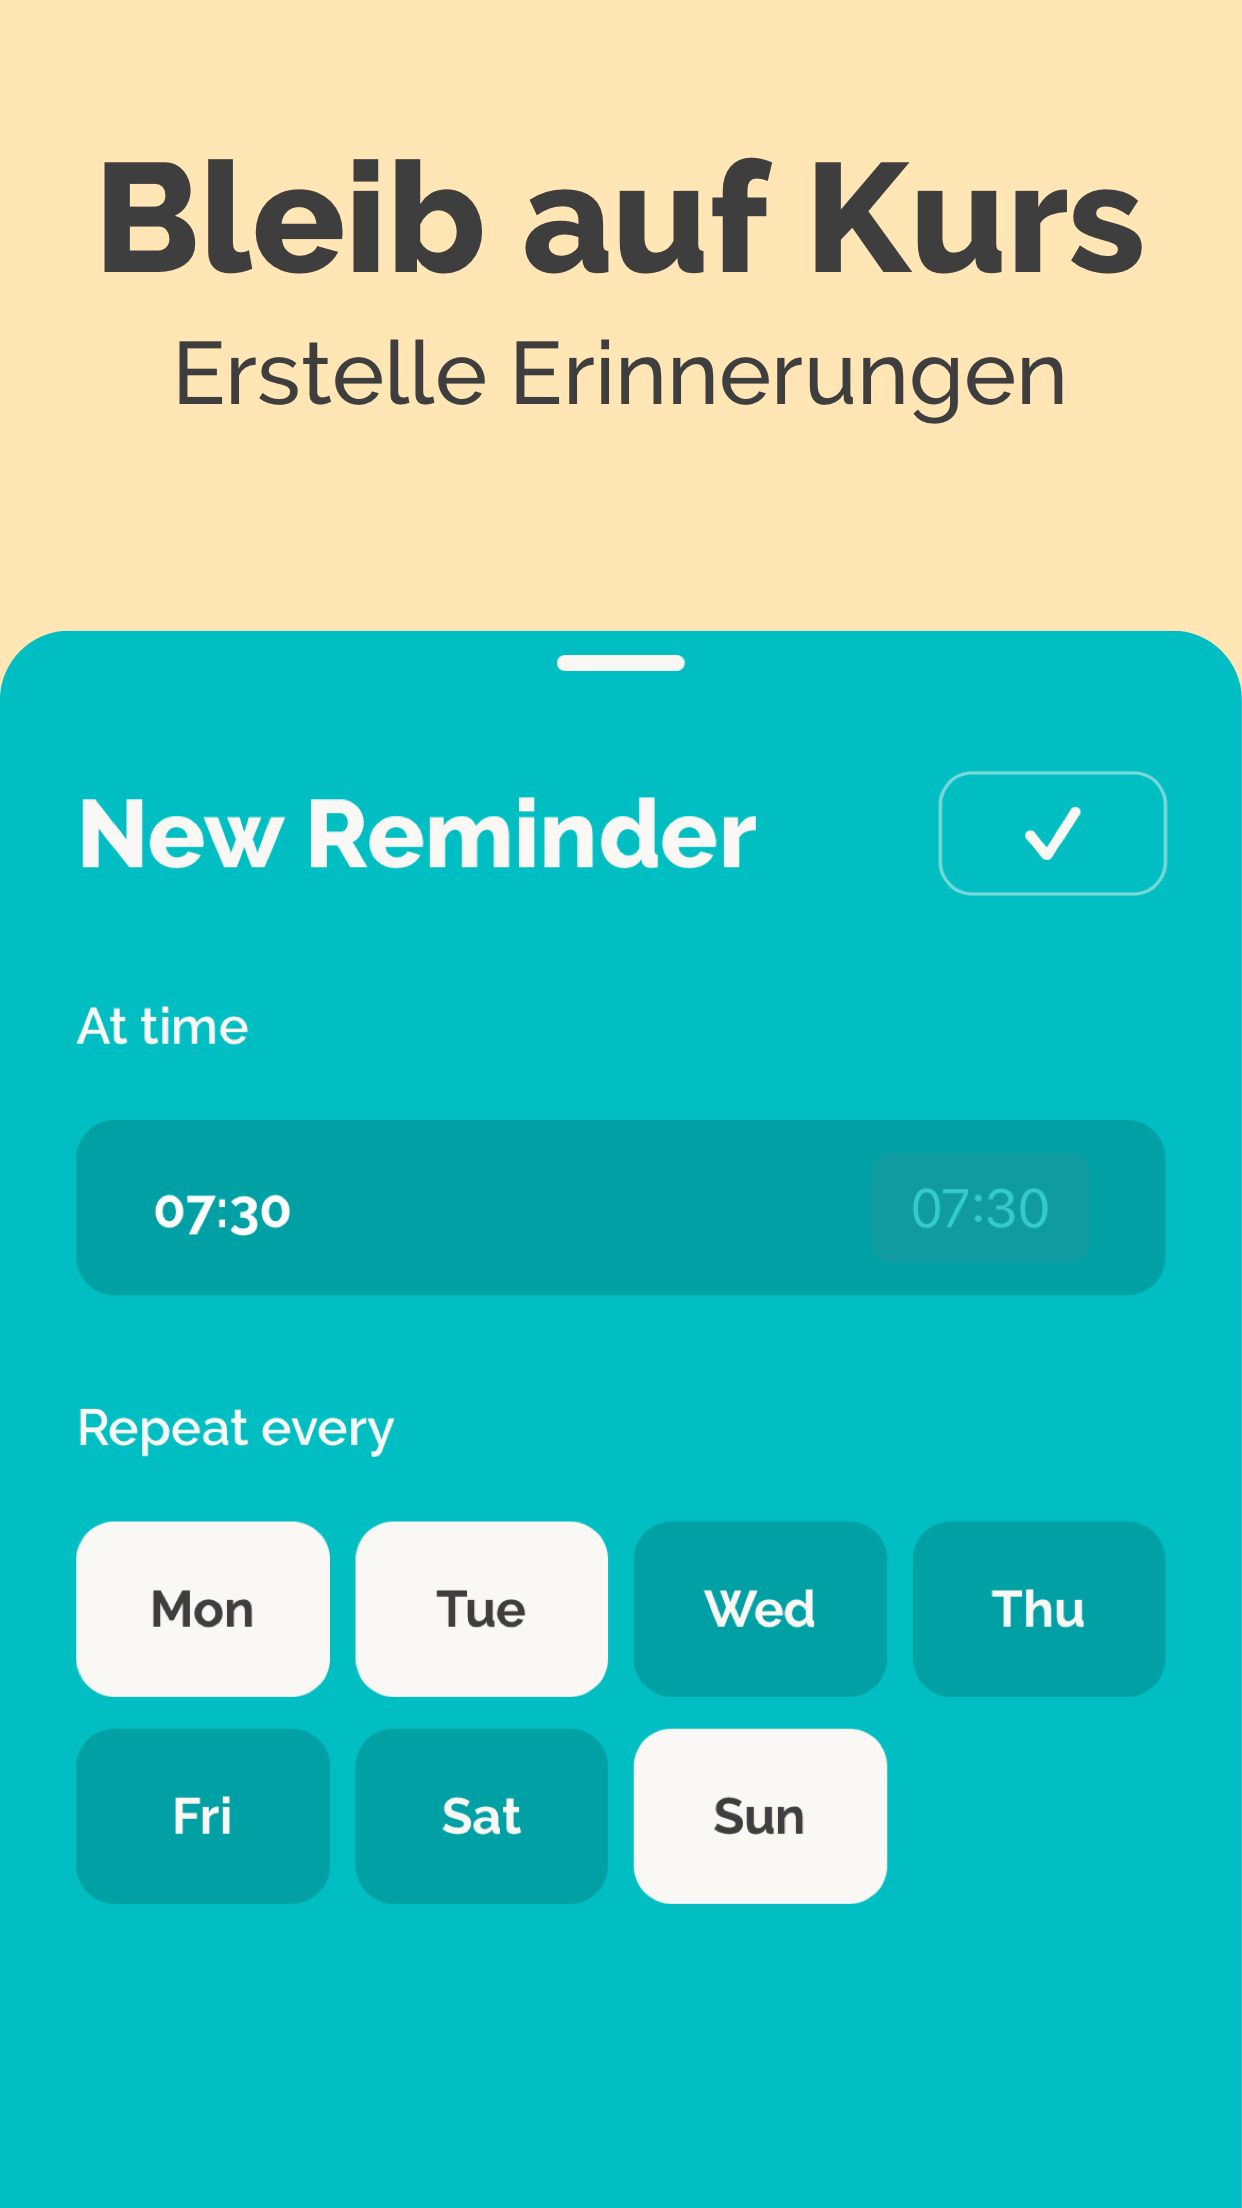 Bleib auf Kurs
Erstelle Erinnerungen
New Reminder
At time
07:30 07:30
Repeat every
Mon Tue Wed Thu
Fri Sat Sun